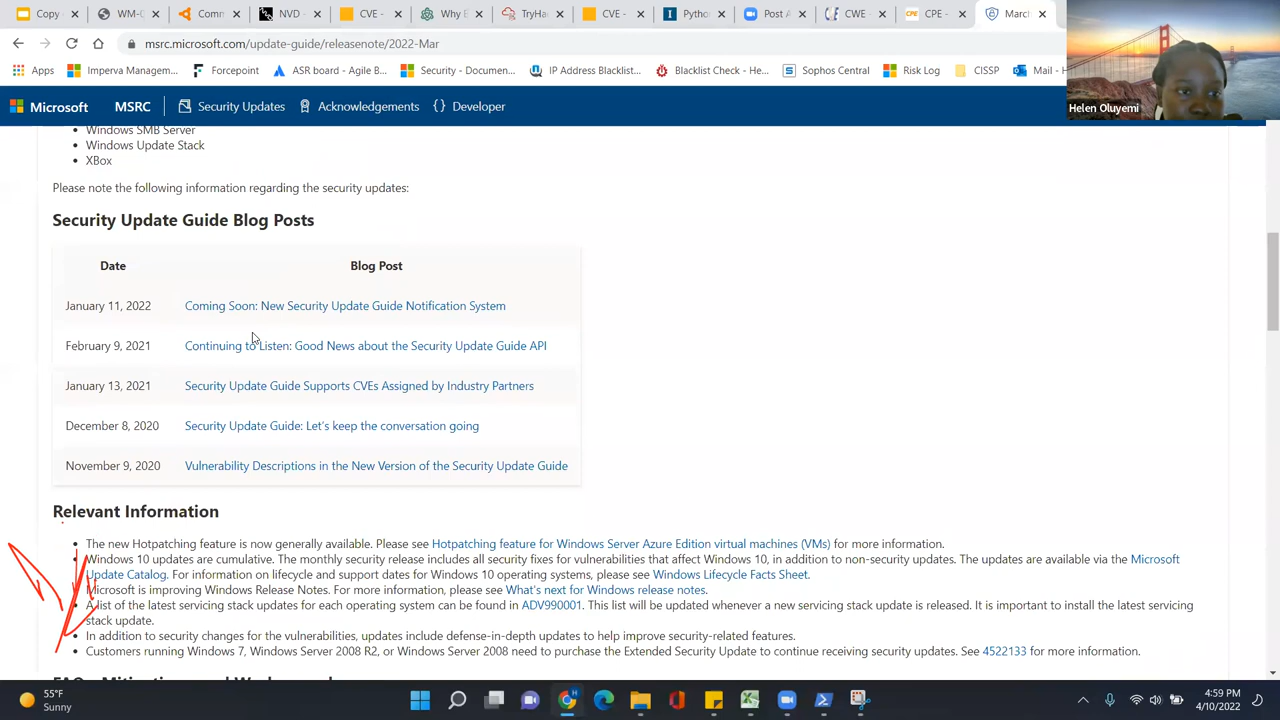 Copy
WM-D
Comm
NVD -
CVE -
Why D
TryHac
CVE -
Python
Post A
CWE -
CPE -
March
msrc.microsoft.com/update-guide/releasenote/2022-Mar
Apps
Imperva Managem...
Forcepoint
ASR board - Agile B...
Security - Documen...
IP Address Blacklist...
Blacklist Check - He...
Sophos Central
Risk Log
CISSP
Mail - H
Helen Oluyemi
Microsoft
MSRC
Security Updates
Acknowledgements
Developer
Windows SMB Server
Windows Update Stack
XBox
Please note the following information regarding the security updates:
Security Update Guide Blog Posts
Date Blog Post
January 11, 2022 Coming Soon: New Security Update Guide Notification System
February 9, 2021 Continuing to Listen: Good News about the Security Update Guide API
January 13, 2021 Security Update Guide Supports CVEs Assigned by Industry Partners
December 8, 2020 Security Update Guide: Let's keep the conversation going
November 9, 2020 Vulnerability Descriptions in the New Version of the Security Update Guide
Relevant Information
The new Hotpatching feature is now generally available. Please see Hotpatching feature for Windows Server Azure Edition virtual machines (VMs) for more information.
Windows 10 updates are cumulative. The monthly security release includes all security fixes for vulnerabilities that affect Windows 10, in addition to non-security updates. The updates are available via the Microsoft
Update Catalog. For information on lifecycle and support dates for Windows 10 operating systems, please see Windows Lifecycle Facts Sheet.
Microsoft is improving Windows Release Notes. For more information, please see What's next for Windows release notes.
A list of the latest servicing stack updates for each operating system can be found in ADV990001. This list will be updated whenever a new servicing stack update is released. It is important to install the latest servicing
stack update.
In addition to security changes for the vulnerabilities, updates include defense-in-depth updates to help improve security-related features.
Customers running Windows 7, Windows Server 2008 R2, or Windows Server 2008 need to purchase the Extended Security Update to continue receiving security updates. See 4522133 for more information.
55°F
Sunny
4:59 PM
4/10/2022